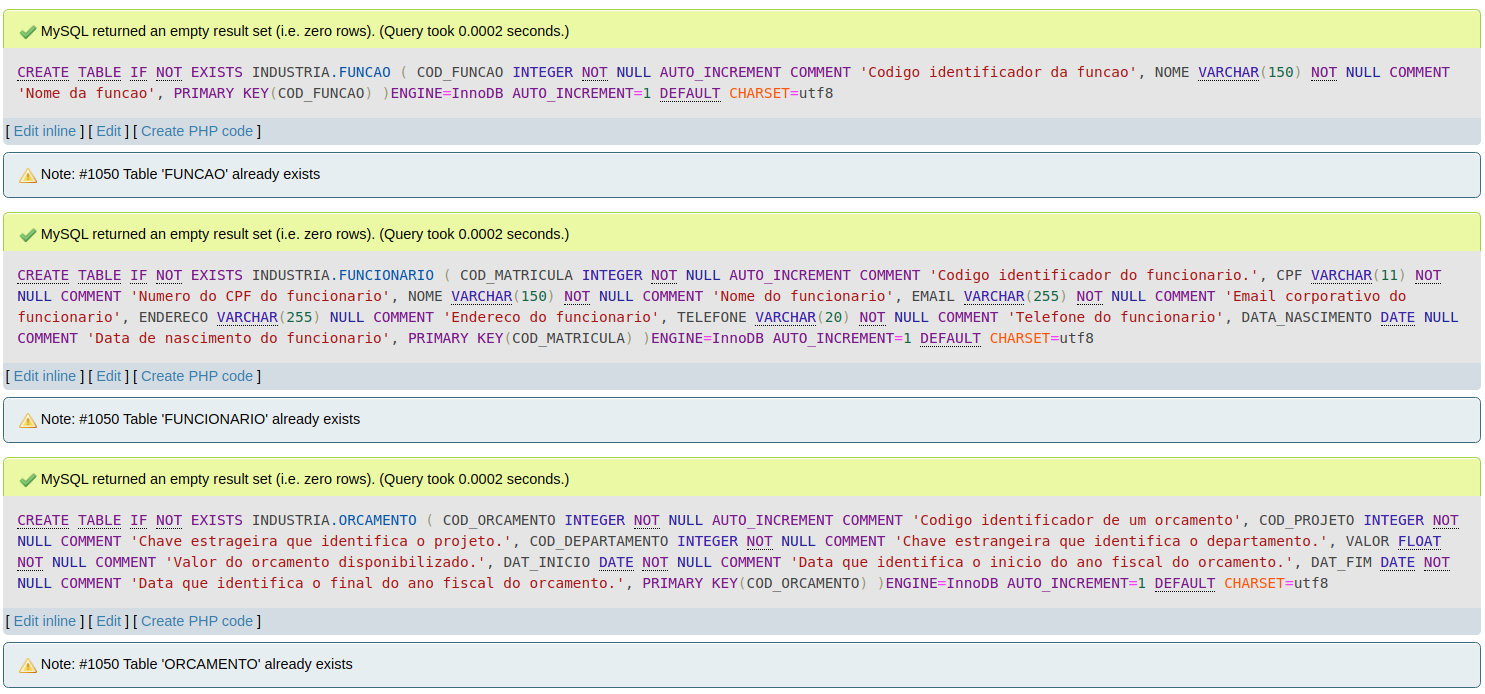 MySQL returned an empty result set (i.e. zero rows). (Query took 0.0002 seconds.)
CREATE TABLE IF NOT EXISTS INDUSTRIA.FUNCAO ( COD_FUNCAO INTEGER NOT NULL AUTO_INCREMENT COMMENT 'Codigo identificador da funcao', NOME VARCHAR(150) NOT NULL COMMENT
'Nome da funcao', PRIMARY KEY(COD_FUNCAO) )ENGINE=InnoDB AUTO_INCREMENT=1 DEFAULT CHARSET=utf8
[ Edit inline ] [ Edit ] [ Create PHP code ]
Note: #1050 Table 'FUNCAO' already exists
MySQL returned an empty result set (i.e. zero rows). (Query took 0.0002 seconds.)
CREATE TABLE IF NOT EXISTS INDUSTRIA.FUNCIONARIO ( COD_MATRICULA INTEGER NOT NULL AUTO_INCREMENT COMMENT 'Codigo identificador do funcionario.', CPF VARCHAR(11) NOT
NULL COMMENT 'Numero do CPF do funcionario', NOME VARCHAR(150) NOT NULL COMMENT 'Nome do funcionario', EMAIL VARCHAR(255) NOT NULL COMMENT 'Email corporativo do
funcionario', ENDERECO VARCHAR(255) NULL COMMENT 'Endereco do funcionario', TELEFONE VARCHAR(20) NOT NULL COMMENT 'Telefone do funcionario', DATA_NASCIMENTO DATE NULL
COMMENT 'Data de nascimento do funcionario', PRIMARY KEY(COD_MATRICULA) )ENGINE=InnoDB AUTO_INCREMENT=1 DEFAULT CHARSET=utf8
[ Edit inline ] [ Edit ] [ Create PHP code ]
Note: #1050 Table 'FUNCIONARIO' already exists
MySQL returned an empty result set (i.e. zero rows). (Query took 0.0002 seconds.)
CREATE TABLE IF NOT EXISTS INDUSTRIA.ORCAMENTO ( COD_ORCAMENTO INTEGER NOT NULL AUTO_INCREMENT COMMENT 'Codigo identificador de um orcamento', COD_PROJETO INTEGER NOT
NULL COMMENT 'Chave estrageira que identifica o projeto.', COD_DEPARTAMENTO INTEGER NOT NULL COMMENT 'Chave estrangeira que identifica o departamento.', VALOR FLOAT
NOT NULL COMMENT 'Valor do orcamento disponibilizado.', DAT_INICIO DATE NOT NULL COMMENT 'Data que identifica o inicio do ano fiscal do orcamento.', DAT_FIM DATE NOT
NULL COMMENT 'Data que identifica o final do ano fiscal do orcamento.', PRIMARY KEY(COD_ORCAMENTO) )ENGINE=InnoDB AUTO_INCREMENT=1 DEFAULT CHARSET=utf8
[ Edit inline ] [ Edit ] [ Create PHP code ]
Note: #1050 Table 'ORCAMENTO' already exists